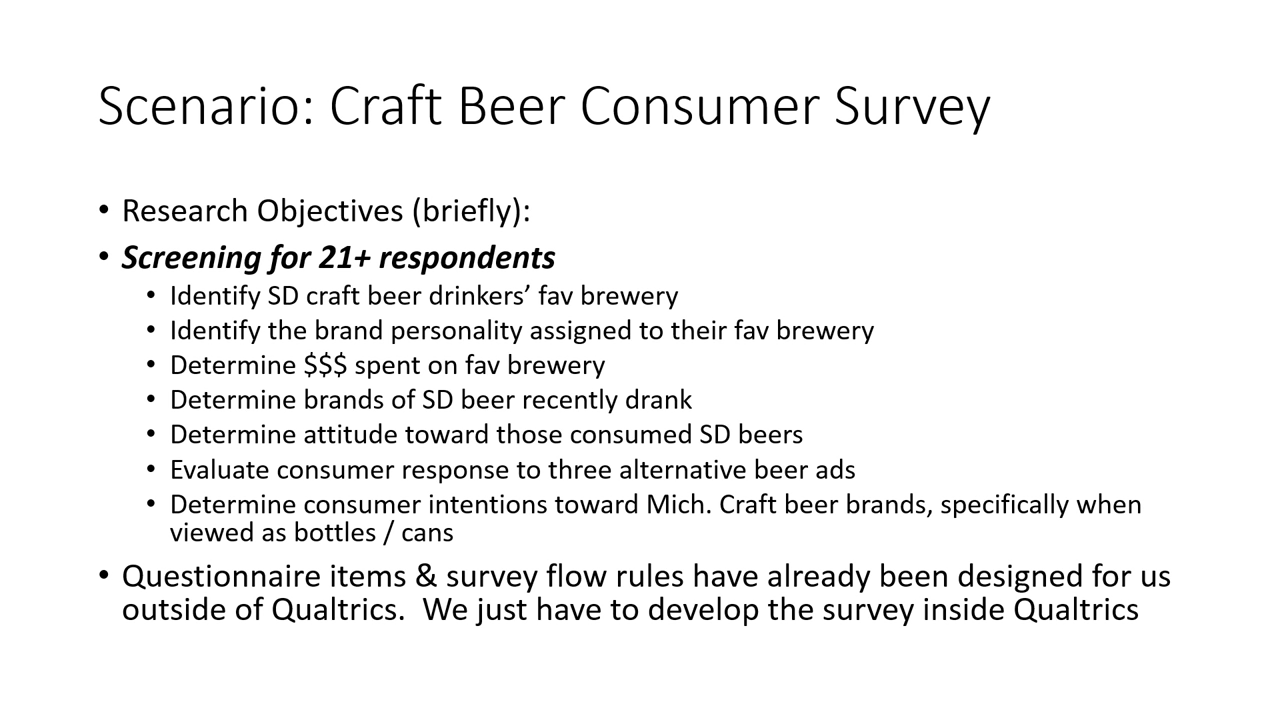 Scenario: Craft Beer Consumer Survey
• Research Objectives (briefly):
• Screening for 21+ respondents
• Identify SD craft beer drinkers’ fav brewery
• Identify the brand personality assigned to their fav brewery
• Determine $$$ spent on fav brewery
• Determine brands of SD beer recently drank
• Determine attitude toward those consumed SD beers
• Evaluate consumer response to three alternative beer ads
• Determine consumer intentions toward Mich. Craft beer brands, specifically when
viewed as bottles / cans
• Questionnaire items & survey flow rules have already been designed for us
outside of Qualtrics.  We just have to develop the survey inside Qualtrics